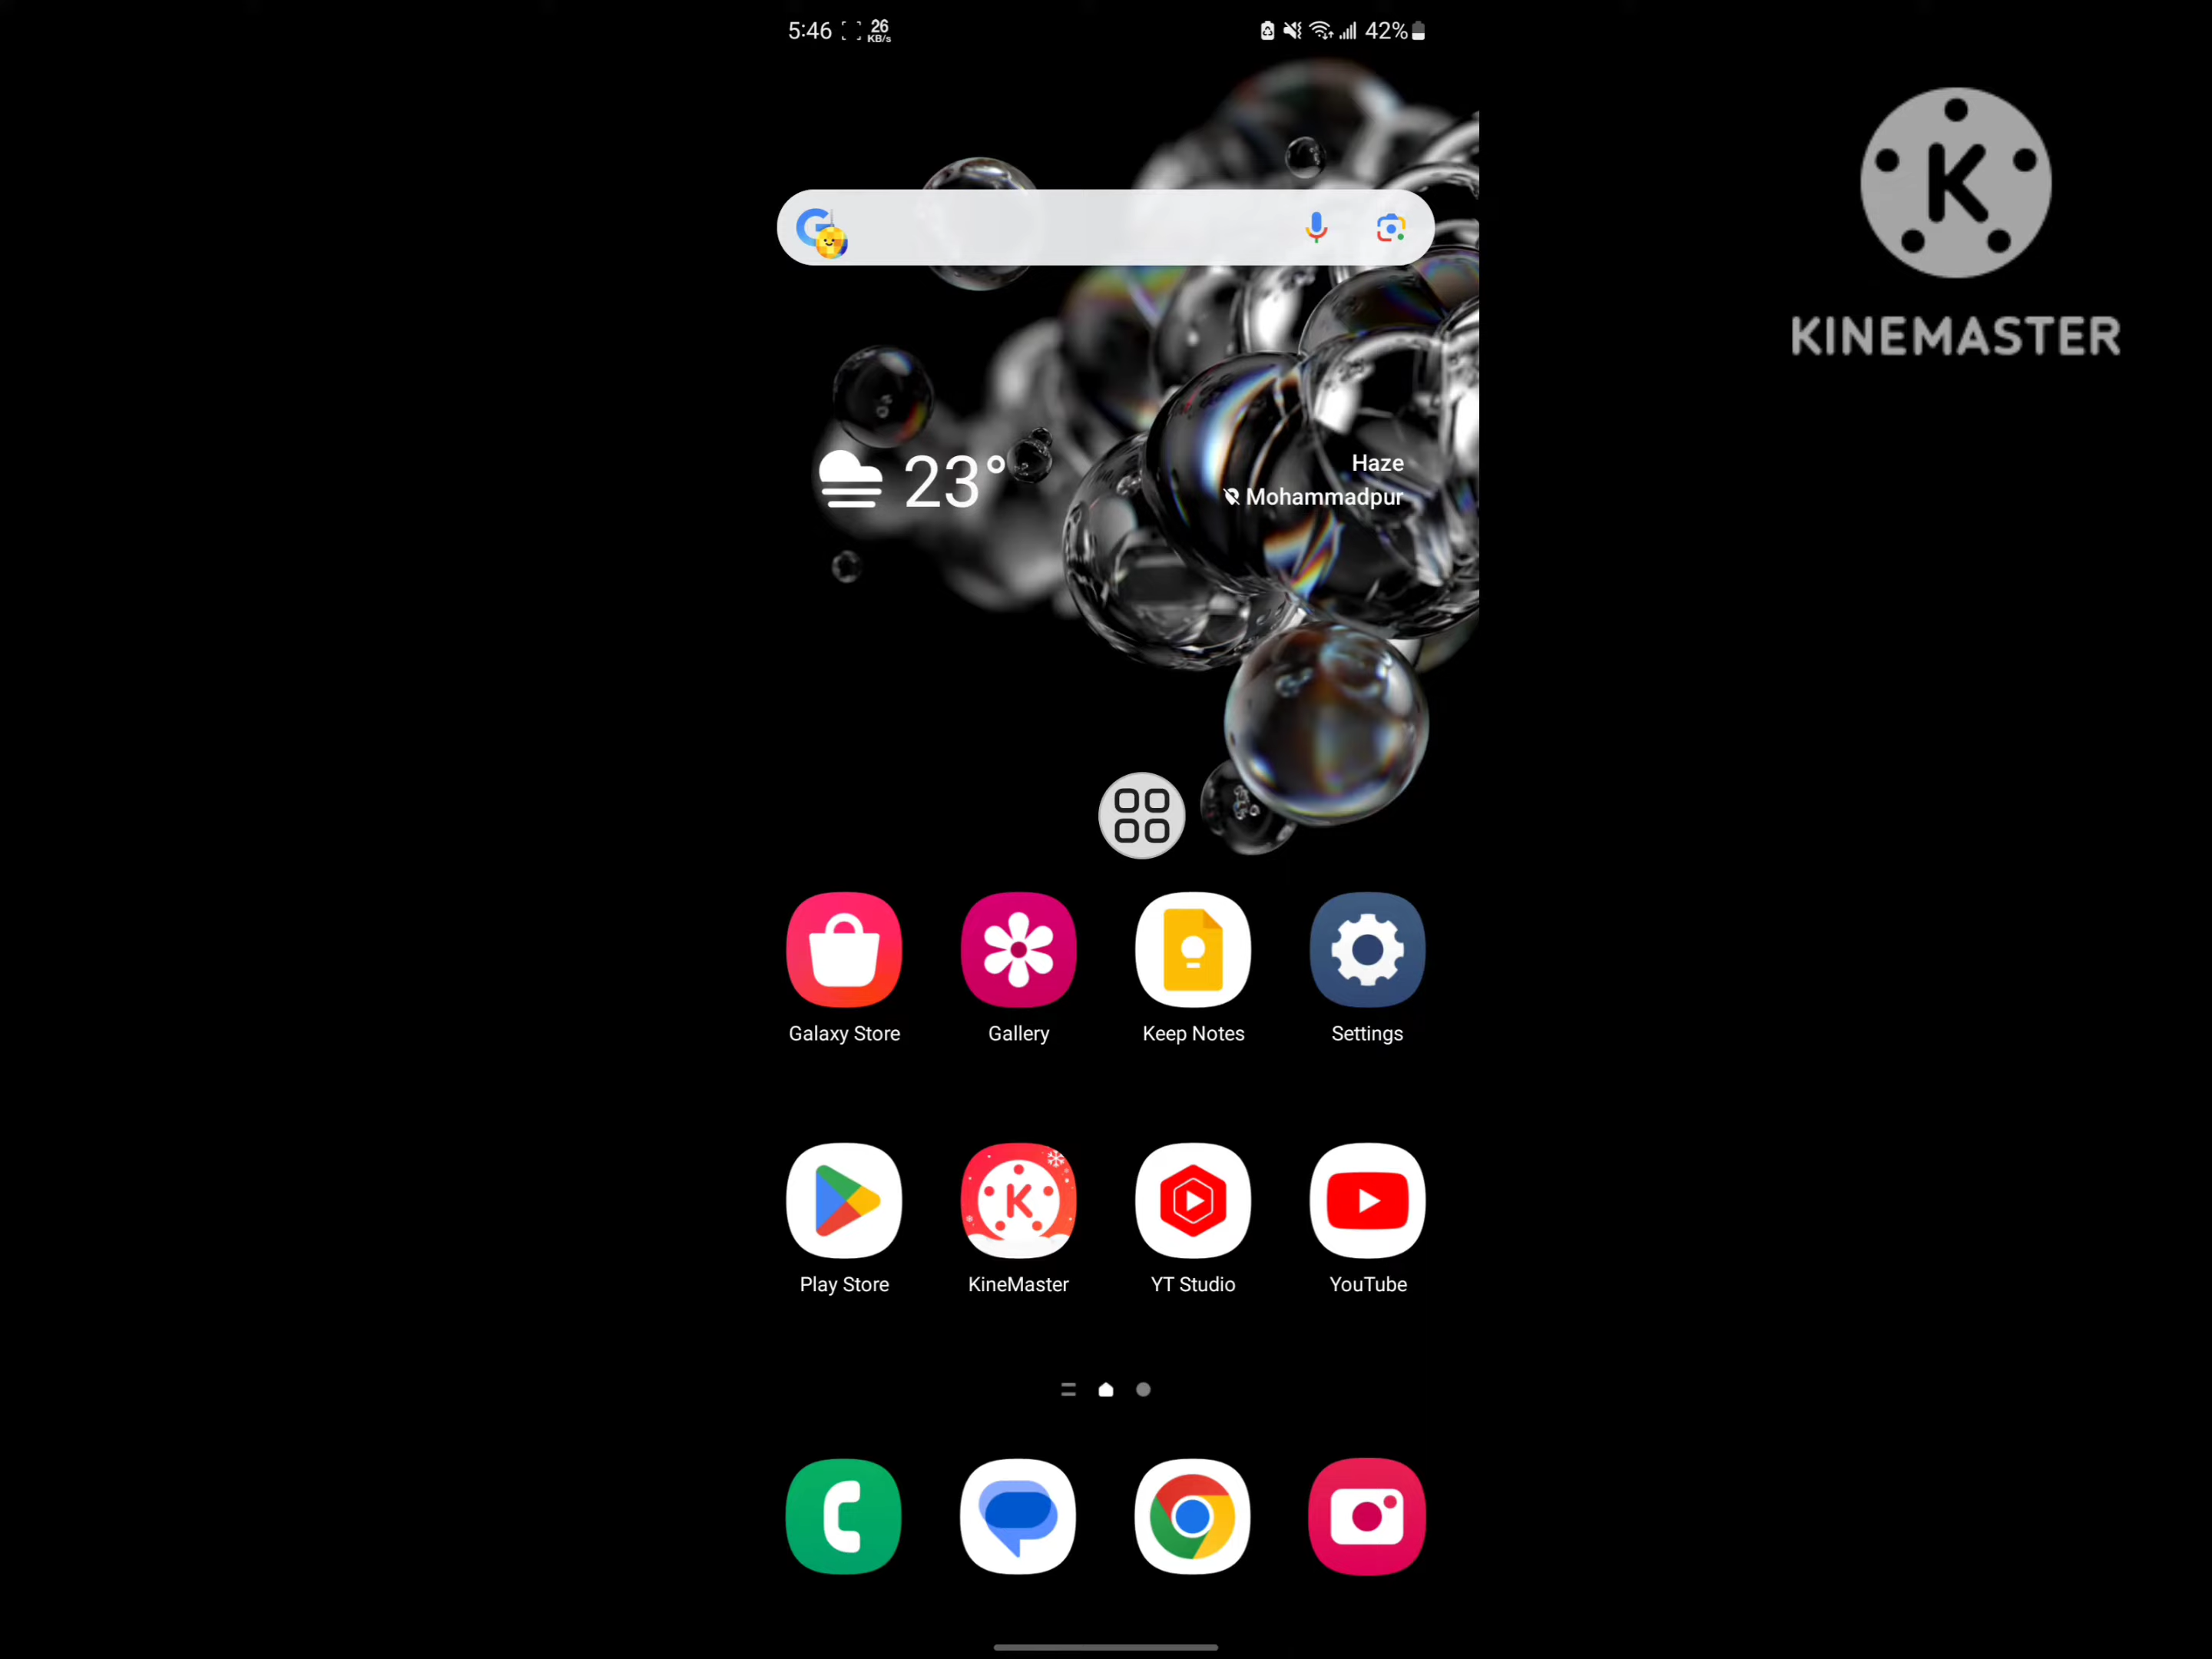 5:46 26 KB/s 42%
K
KINEMASTER
23° Haze
Mohammadpur
Galaxy Store Gallery Keep Notes Settings
K
Play Store KineMaster YT Studio YouTube